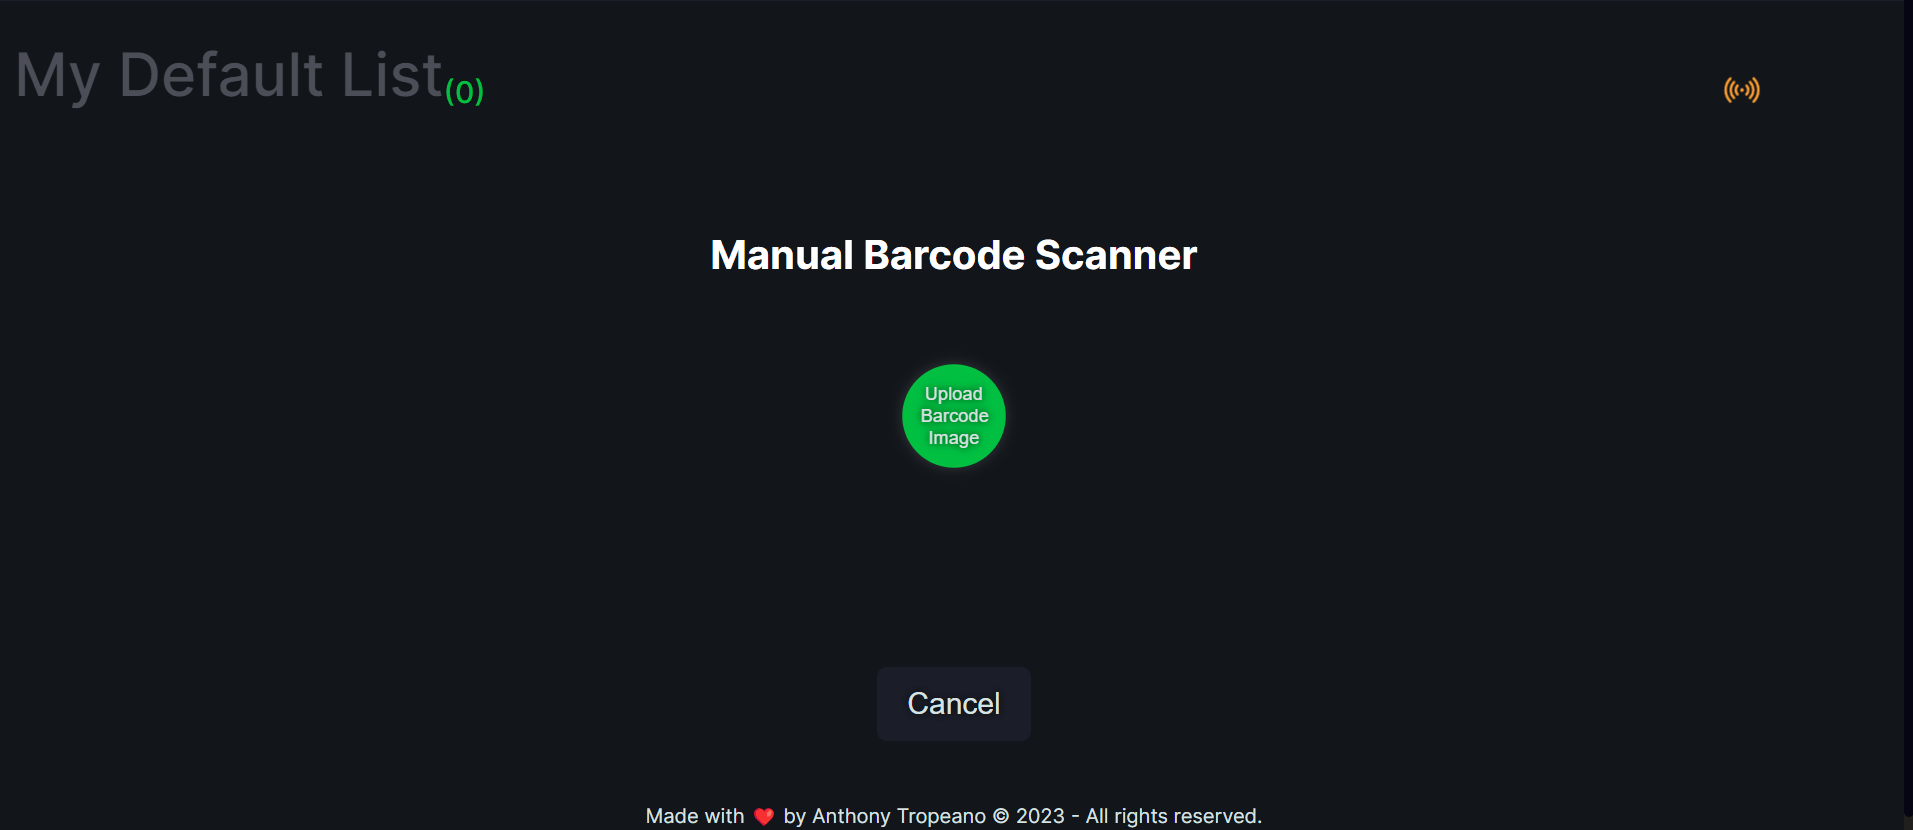 My Default List(0)
Manual Barcode Scanner
Upload
Barcode
Image
Cancel
Made with ❤️ by Anthony Tropeano © 2023 - All rights reserved.